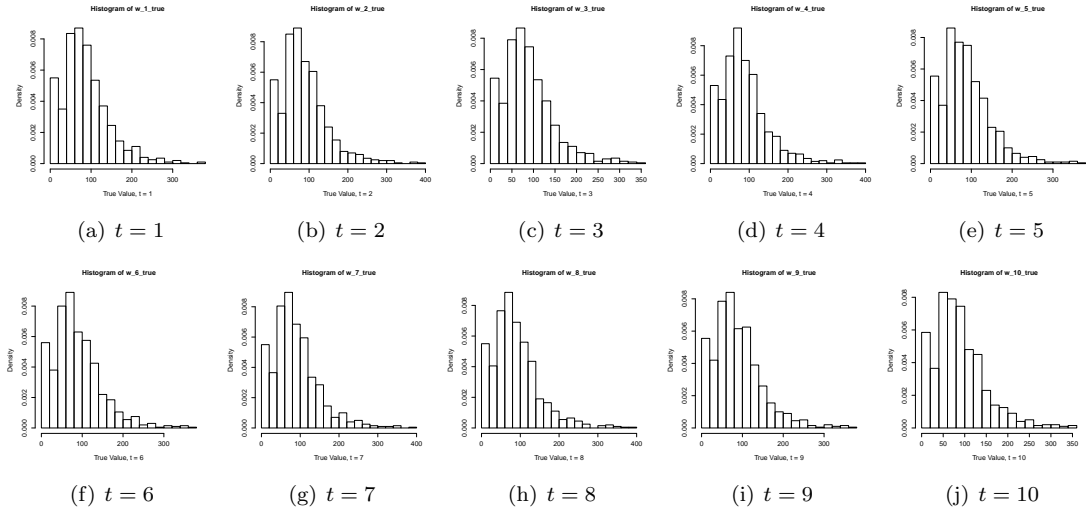 Histogram of w_1_true
Density
0.000 0.002 0.004 0.006 0.008
0 100 200 300
True Value, t = 1
(a) t = 1
Histogram of w_2_true
Density
0.000 0.002 0.004 0.006 0.008
0 100 200 300 400
True Value, t = 2
(b) t = 2
Histogram of w_3_true
Density
0.000 0.002 0.004 0.006 0.008
0 50 100 150 200 250 300 350
True Value, t = 3
(c) t = 3
Histogram of w_4_true
Density
0.000 0.002 0.004 0.006 0.008
0 100 200 300 400
True Value, t = 4
(d) t = 4
Histogram of w_5_true
Density
0.000 0.002 0.004 0.006 0.008
0 100 200 300
True Value, t = 5
(e) t = 5
Histogram of w_6_true
Density
0.000 0.002 0.004 0.006 0.008
0 100 200 300
True Value, t = 6
(f) t = 6
Histogram of w_7_true
Density
0.000 0.002 0.004 0.006 0.008
0 100 200 300 400
True Value, t = 7
(g) t = 7
Histogram of w_8_true
Density
0.000 0.002 0.004 0.006 0.008
0 100 200 300 400
True Value, t = 8
(h) t = 8
Histogram of w_9_true
Density
0.000 0.002 0.004 0.006 0.008
0 100 200 300
True Value, t = 9
(i) t = 9
Histogram of w_10_true
Density
0.000 0.002 0.004 0.006 0.008
0 50 100 150 200 250 300 350
True Value, t = 10
(j) t = 10